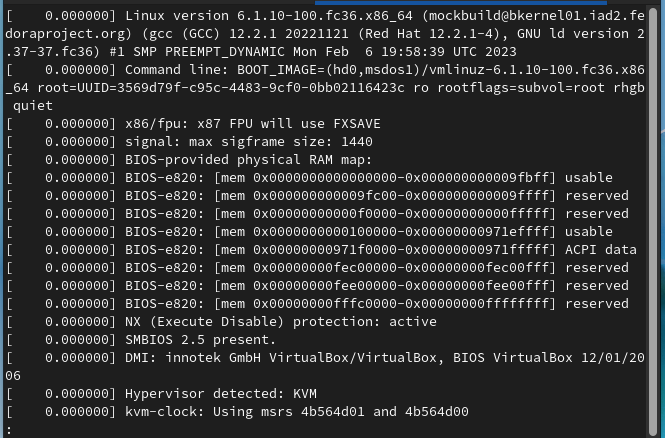 [    0.000000] Linux version 6.1.10-100.fc36.x86_64 (mockbuild@bkernel01.iad2.fe
doraproject.org) (gcc (GCC) 12.2.1 20221121 (Red Hat 12.2.1-4), GNU ld version 2
.37-37.fc36) #1 SMP PREEMPT_DYNAMIC Mon Feb  6 19:58:39 UTC 2023
[    0.000000] Command line: BOOT_IMAGE=(hd0,msdos1)/vmlinuz-6.1.10-100.fc36.x86
_64 root=UUID=3569d79f-c95c-4483-9cf0-0bb02116423c ro rootflags=subvol=root rhgb
 quiet
[    0.000000] x86/fpu: x87 FPU will use FXSAVE
[    0.000000] signal: max sigframe size: 1440
[    0.000000] BIOS-provided physical RAM map:
[    0.000000] BIOS-e820: [mem 0x0000000000000000-0x000000000009fbff] usable
[    0.000000] BIOS-e820: [mem 0x000000000009fc00-0x000000000009ffff] reserved
[    0.000000] BIOS-e820: [mem 0x00000000000f0000-0x00000000000fffff] reserved
[    0.000000] BIOS-e820: [mem 0x0000000000100000-0x00000000971effff] usable
[    0.000000] BIOS-e820: [mem 0x00000000971f0000-0x00000000971fffff] ACPI data
[    0.000000] BIOS-e820: [mem 0x00000000fec00000-0x00000000fec00fff] reserved
[    0.000000] BIOS-e820: [mem 0x00000000fee00000-0x00000000fee00fff] reserved
[    0.000000] BIOS-e820: [mem 0x00000000fffc0000-0x00000000ffffffff] reserved
[    0.000000] NX (Execute Disable) protection: active
[    0.000000] SMBIOS 2.5 present.
[    0.000000] DMI: innotek GmbH VirtualBox/VirtualBox, BIOS VirtualBox 12/01/20
06
[    0.000000] Hypervisor detected: KVM
[    0.000000] kvm-clock: Using msrs 4b564d01 and 4b564d00
: